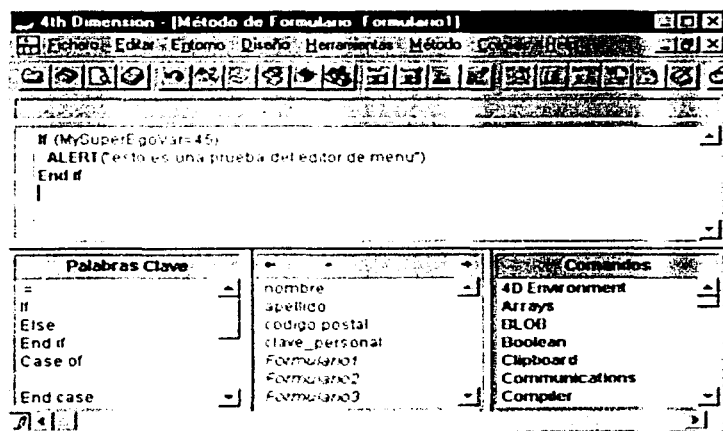 4th Dimension - [Método de Formulario: Formulario1]
Fichero Editar Entorno Diseño Herramientas Método
If (MySuperEgoVar=45)
ALERT("esto es una prueba del editor de menu")
End if
Palabras Clave
=
If
Else
End if
Case of
End case
nombre
apellido
codigo postal
clave_personal
Formulario1
Formulario2
Formulario3
Comandos
4D Environment
Arrays
BLOB
Boolean
Clipboard
Communications
Compiler